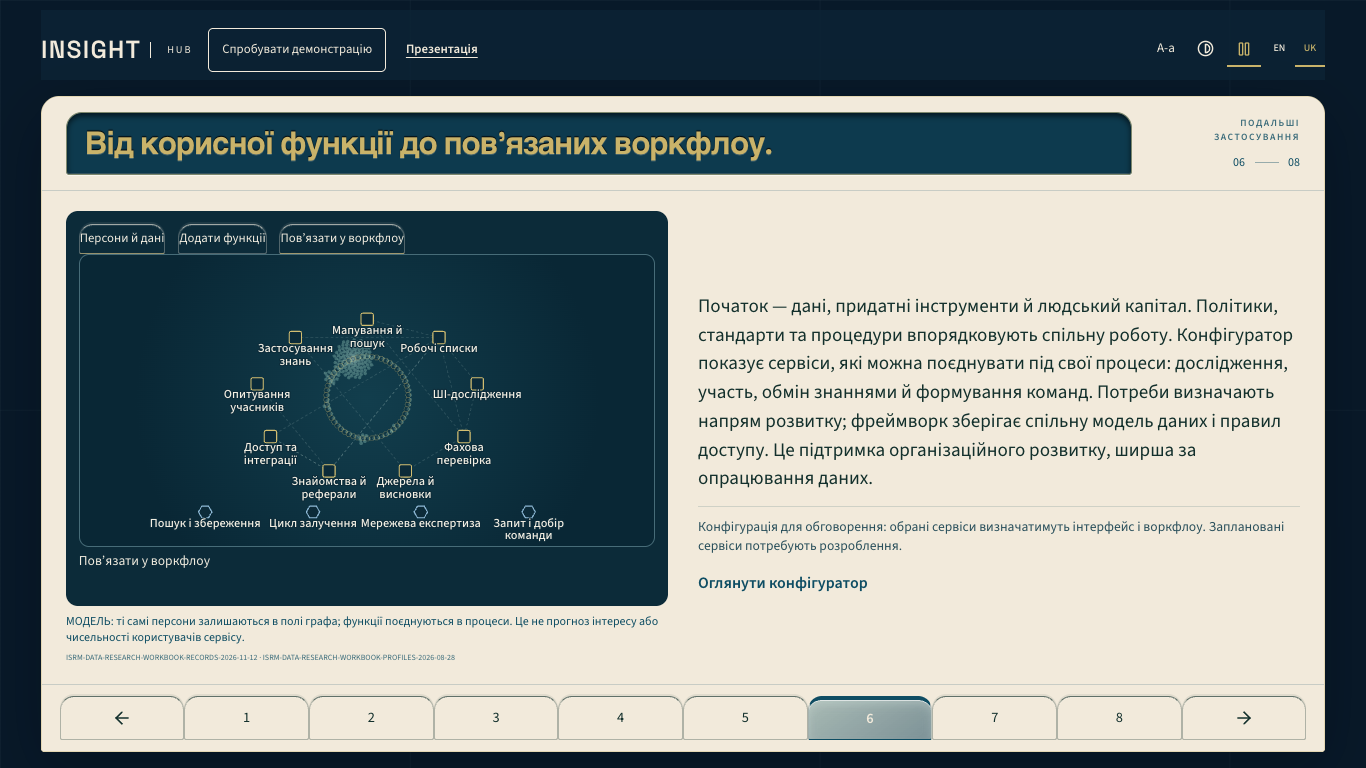 INSIGHT | HUB
Спробувати демонстрацію
Презентація
A-a
EN
UK
Від корисної функції до пов’язаних воркфлоу.
ПОДАЛЬШІ
ЗАСТОСУВАННЯ
06 — 08
Персони й дані
Додати функції
Пов’язати у воркфлоу
Мапування й
пошук
Застосування
знань
Робочі списки
Опитування
учасників
ШІ-дослідження
Доступ та
інтеграції
Фахова
перевірка
Знайомства й
реферали
Джерела й
висновки
Пошук і збереження
Цикл залучення
Мережева експертиза
Запит і добір
команди
Пов’язати у воркфлоу
МОДЕЛЬ: ті самі персони залишаються в полі графа; функції поєднуються в процеси. Це не прогноз інтересу або
чисельності користувачів сервісу.
ISRM-DATA-RESEARCH-WORKBOOK-RECORDS-2026-11-12 · ISRM-DATA-RESEARCH-WORKBOOK-PROFILES-2026-08-28
Початок — дані, придатні інструменти й людський капітал. Політики,
стандарти та процедури впорядковують спільну роботу. Конфігуратор
показує сервіси, які можна поєднувати під свої процеси: дослідження,
участь, обмін знаннями й формування команд. Потреби визначають
напрям розвитку; фреймворк зберігає спільну модель даних і правил
доступу. Це підтримка організаційного розвитку, ширша за
опрацювання даних.
Конфігурація для обговорення: обрані сервіси визначатимуть інтерфейс і воркфлоу. Заплановані
сервіси потребують розроблення.
Оглянути конфігуратор
← 1 2 3 4 5 6 7 8 →